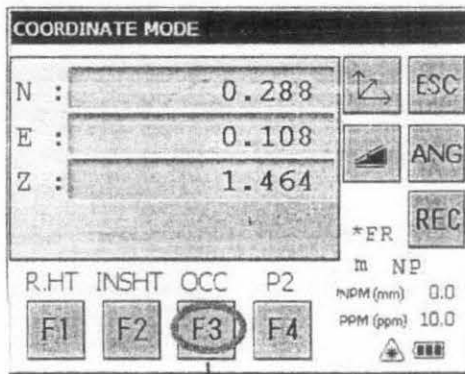 COORDINATE MODE
N : 0.288
E : 0.108
Z : 1.464
ESC
ANG
REC
*FR
m NP
NPM (mm) 0.0
PPM (ppm) 10.0
R.HT INSHT OCC P2
F1 F2 F3 F4